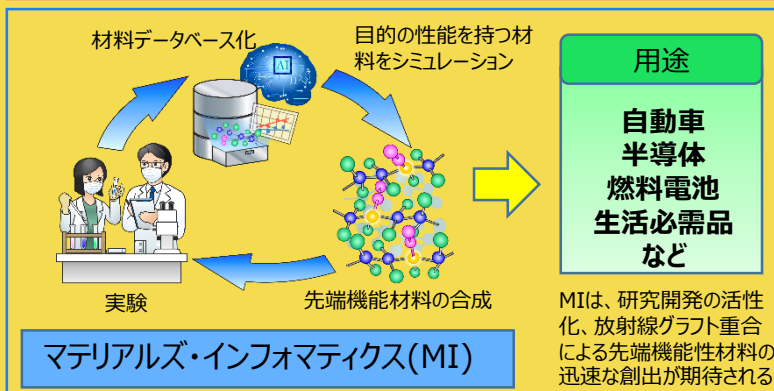 材料データベース化
目的の性能を持つ材
料をシミュレーション
AI
実験
先端機能材料の合成
マテリアルズ・インフォマティクス(MI)
用途
自動車
半導体
燃料電池
生活必需品
など
MIは、研究開発の活性
化、放射線グラフト重合
による先端機能性材料の
迅速な創出が期待される